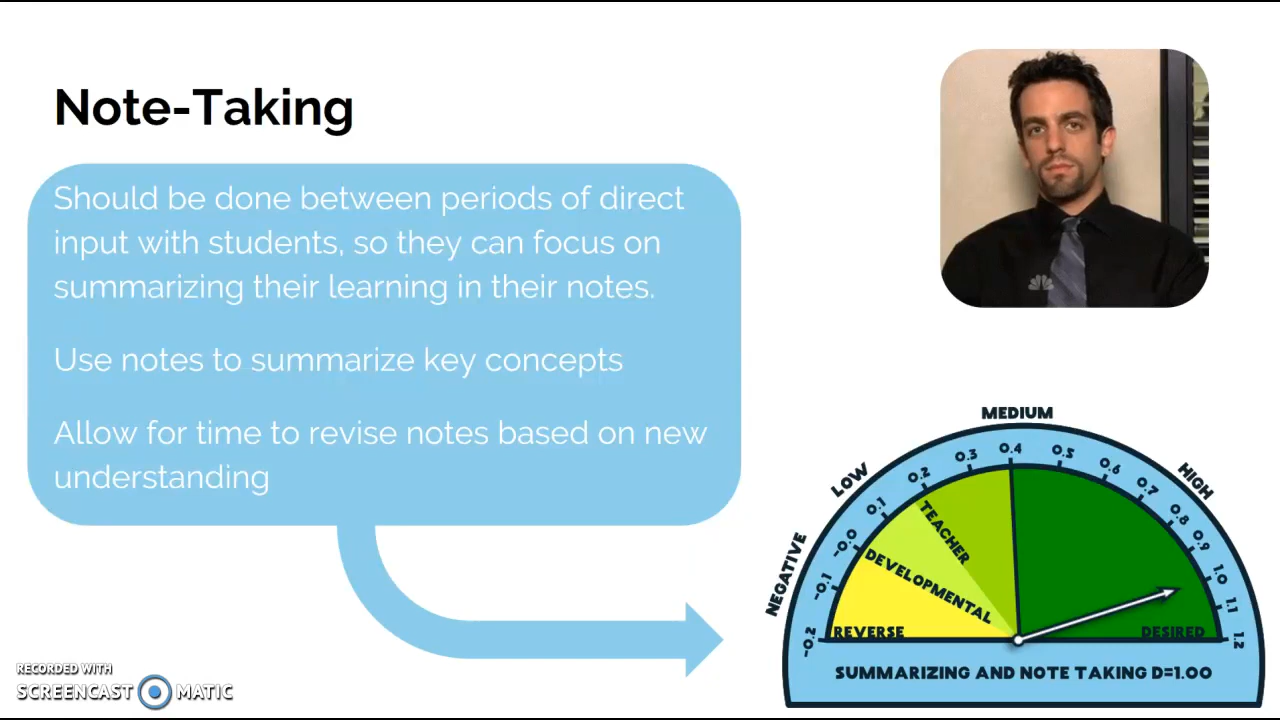 Note-Taking
Should be done between periods of direct
input with students, so they can focus on
summarizing their learning in their notes.
Use notes to summarize key concepts
Allow for time to revise notes based on new
understanding
MEDIUM
LOW
HIGH
NEGATIVE
-0.2
-0.1
-0.0
0.1
0.2
0.3
0.4
0.5
0.6
0.7
0.8
0.9
1.0
1.1
1.2
TEACHER
DEVELOPMENTAL
REVERSE
DESIRED
SUMMARIZING AND NOTE TAKING D=1.00
RECORDED WITH
SCREENCAST MATIC